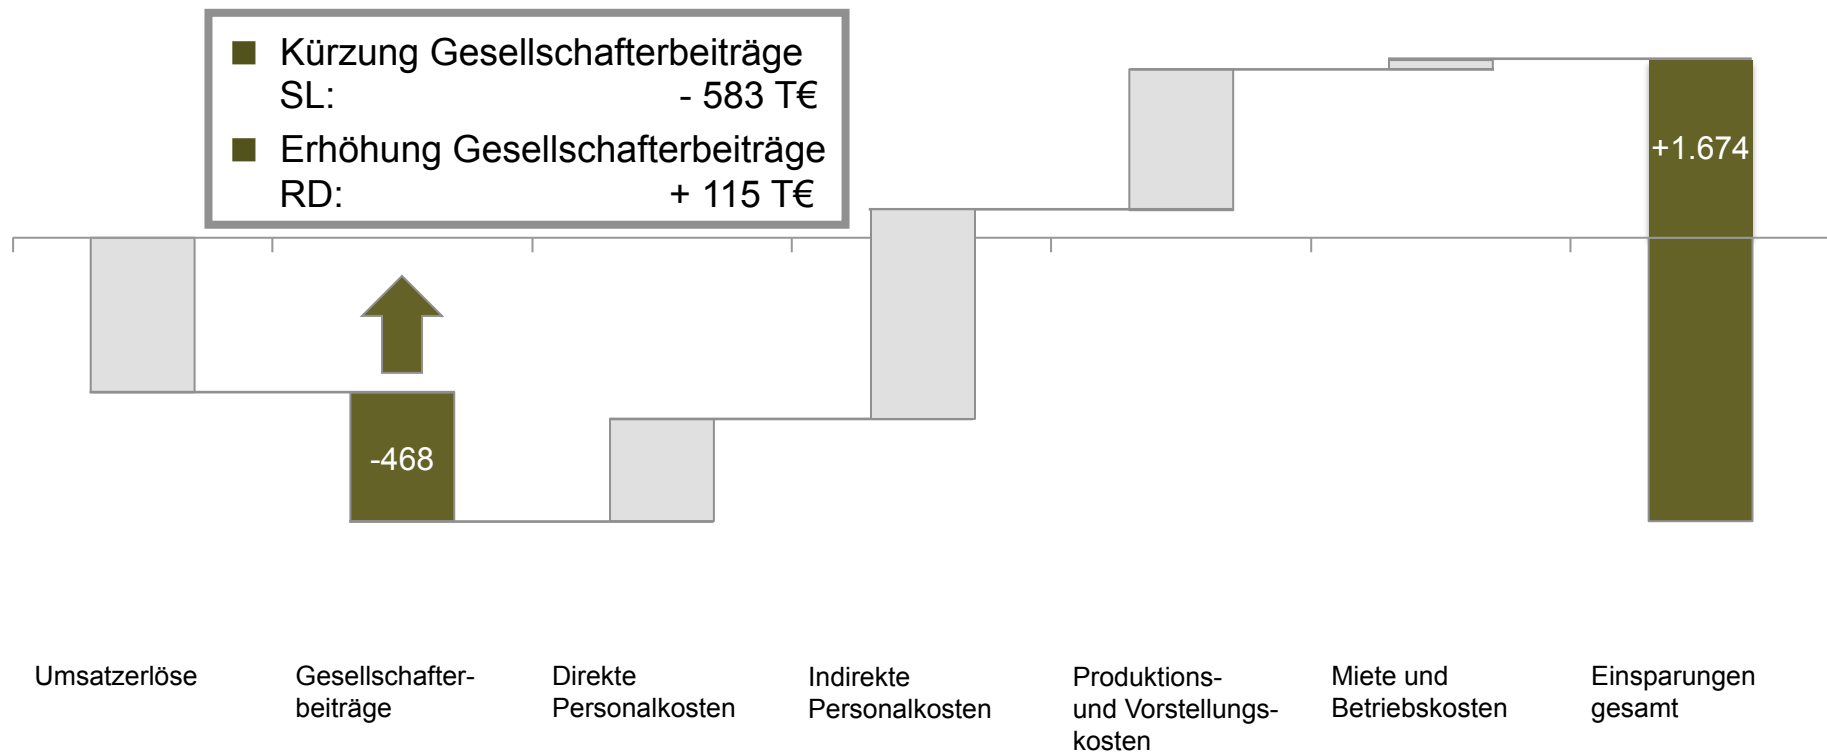 Kürzung Gesellschafterbeiträge
SL: - 583 T€
Erhöhung Gesellschafterbeiträge
RD: + 115 T€
+1.674
-468
Umsatzerlöse
Gesellschafter-
beiträge
Direkte
Personalkosten
Indirekte
Personalkosten
Produktions-
und Vorstellungs-
kosten
Miete und
Betriebskosten
Einsparungen
gesamt